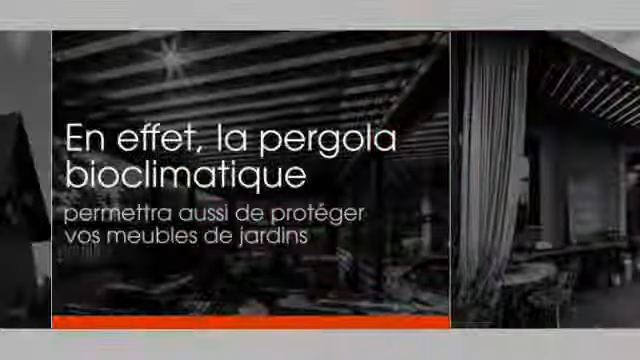 En effet, la pergola
bioclimatique
permettra aussi de protéger
vos meubles de jardins